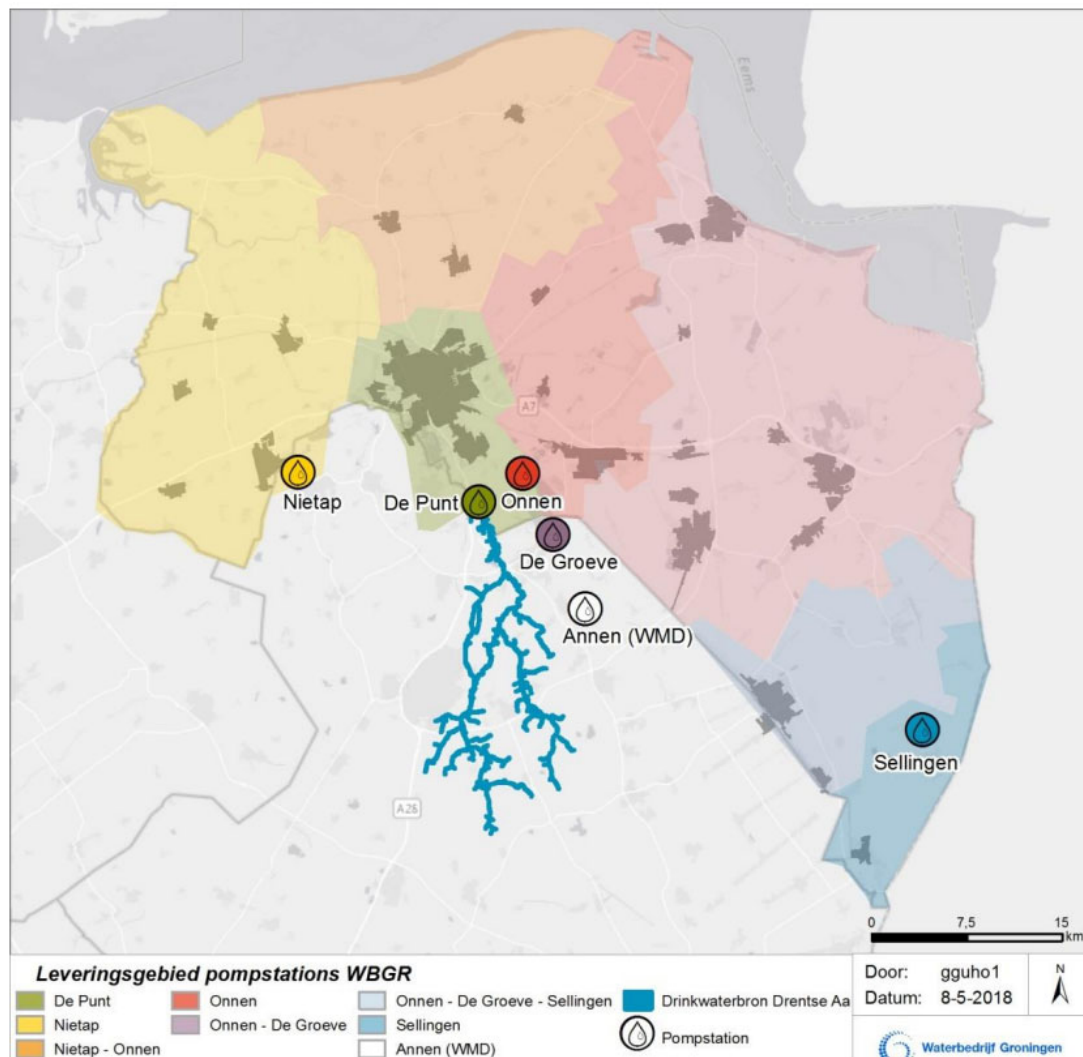 Eems
A7
Nietap
De Punt
Onnen
De Groeve
Annen (WMD)
Sellingen
A28
0 7,5 15
km
Leveringsgebied pompstations WBGR
De Punt
Nietap
Nietap - Onnen
Onnen
Onnen - De Groeve
Onnen - De Groeve - Sellingen
Sellingen
Annen (WMD)
Drinkwaterbron Drentse Aa
Pompstation
Door: gguho1
Datum: 8-5-2018
N
Waterbedrijf Groningen